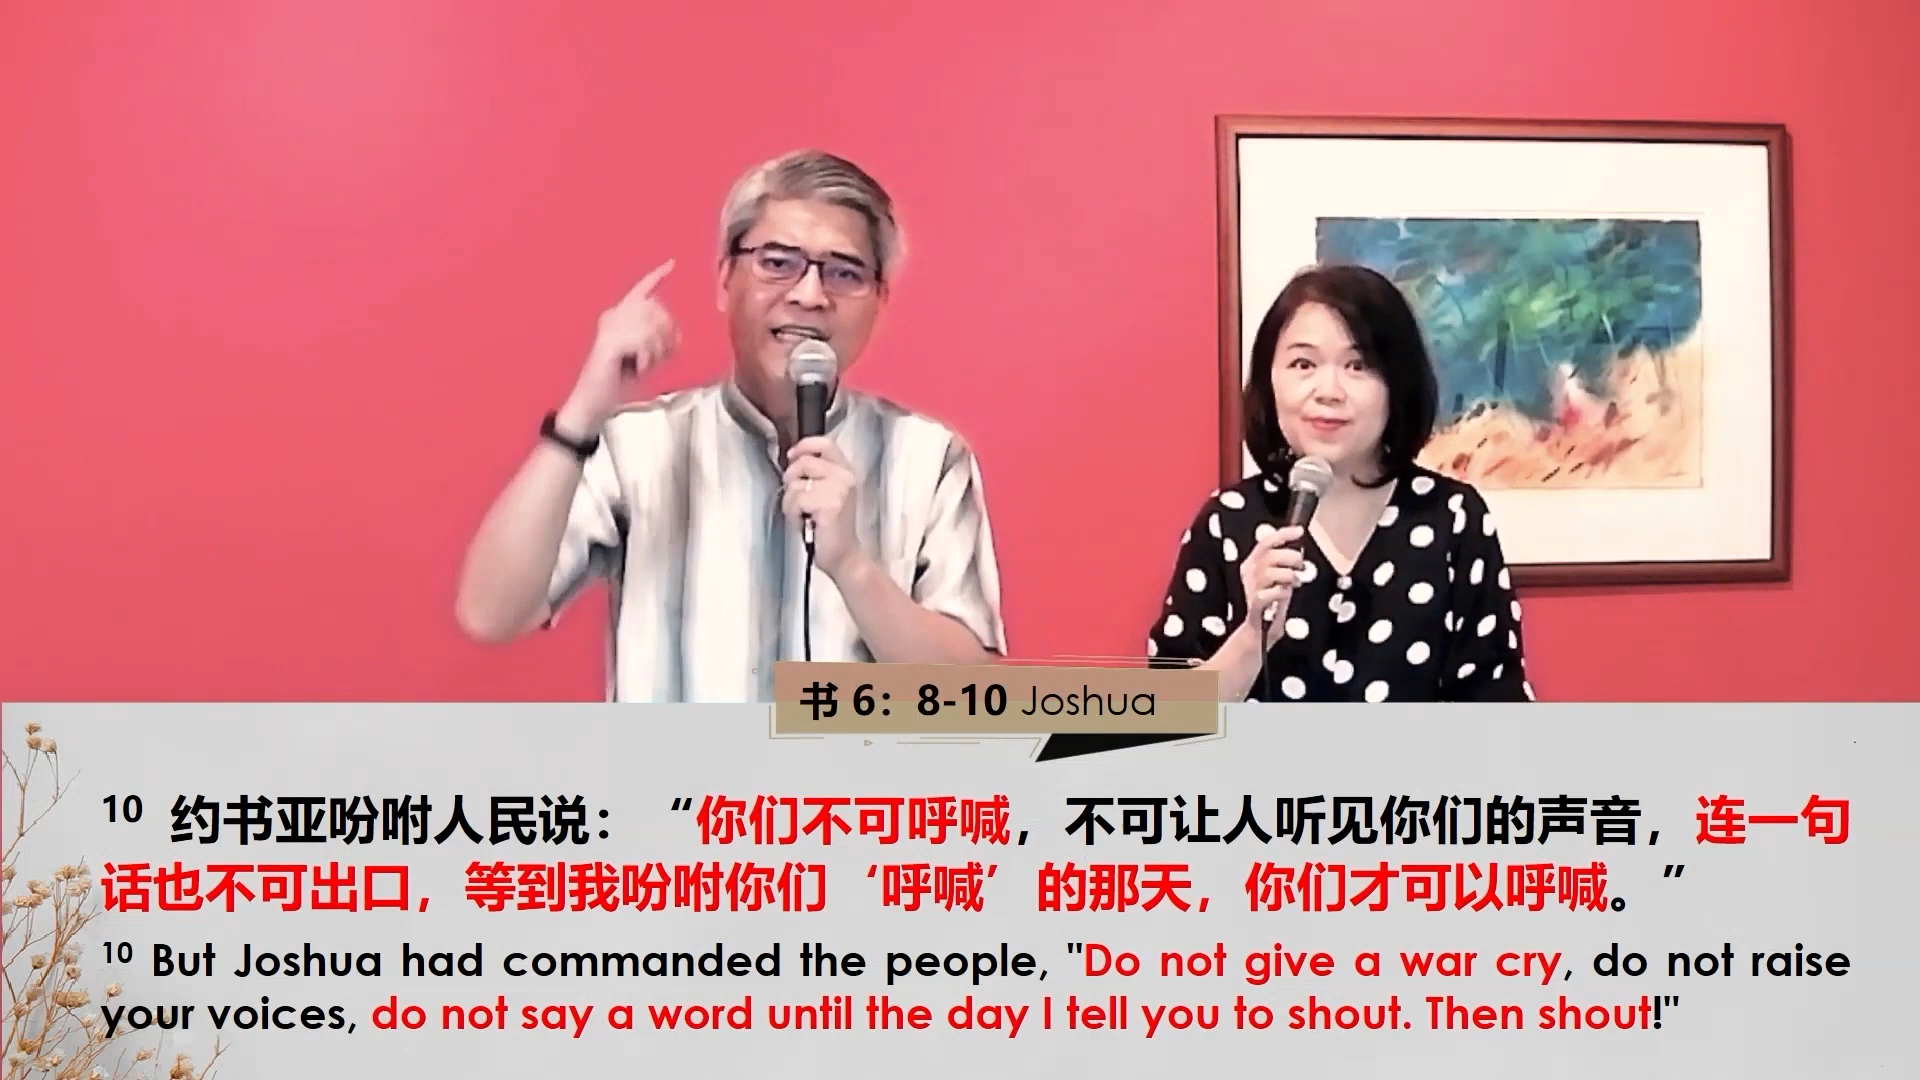 书 6：8-10 Joshua
10 约书亚吩咐人民说：“你们不可呼喊，不可让人听见你们的声音，连一句
话也不可出口，等到我吩咐你们‘呼喊’的那天，你们才可以呼喊。”
10 But Joshua had commanded the people, "Do not give a war cry, do not raise
your voices, do not say a word until the day I tell you to shout. Then shout!"